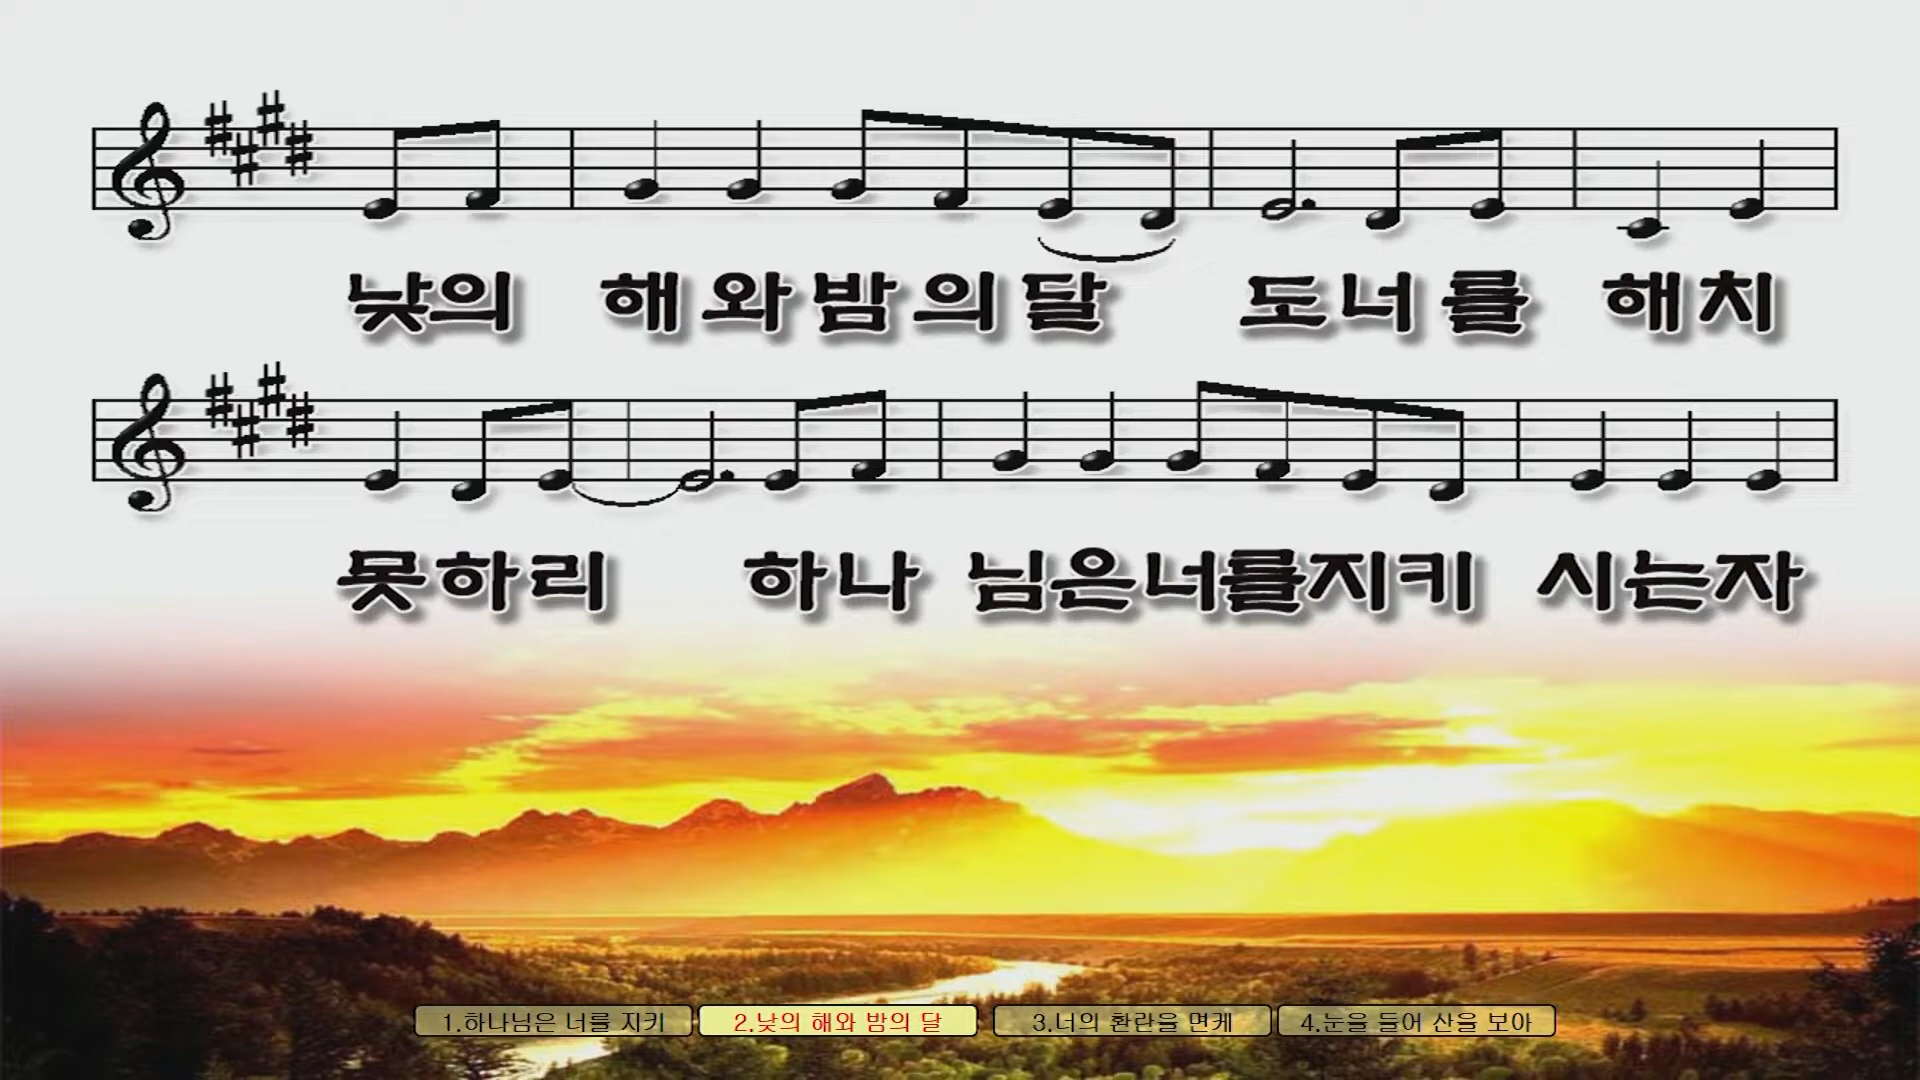 낮의 해와밤의달 도너를 해치
못하리 하나 님은너를지키 시는자
1.하나님은 너를 지키 2.낮의 해와 밤의 달 3.너의 환란을 면케 4.눈을 들어 산을 보아